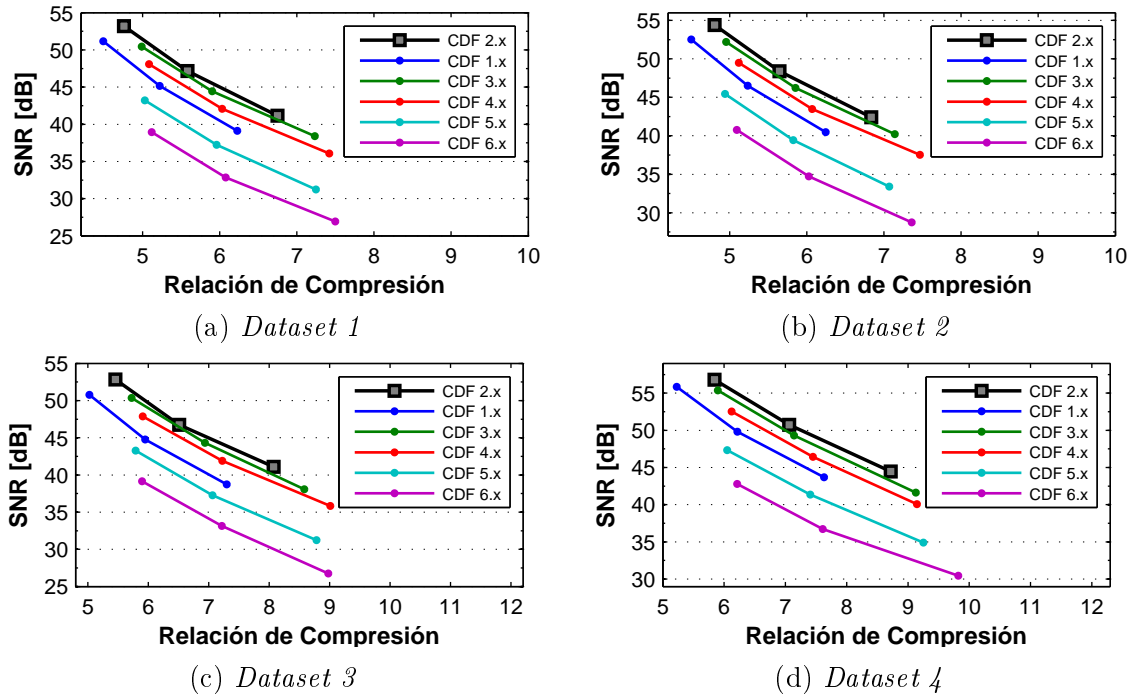 SNR [dB]
55
50
45
40
35
30
25
5 6 7 8 9 10
Relación de Compresión
CDF 2.x
CDF 1.x
CDF 3.x
CDF 4.x
CDF 5.x
CDF 6.x
(a) Dataset 1
SNR [dB]
55
50
45
40
35
30
5 6 7 8 9 10
Relación de Compresión
CDF 2.x
CDF 1.x
CDF 3.x
CDF 4.x
CDF 5.x
CDF 6.x
(b) Dataset 2
SNR [dB]
55
50
45
40
35
30
25
5 6 7 8 9 10 11 12
Relación de Compresión
CDF 2.x
CDF 1.x
CDF 3.x
CDF 4.x
CDF 5.x
CDF 6.x
(c) Dataset 3
SNR [dB]
55
50
45
40
35
30
5 6 7 8 9 10 11 12
Relación de Compresión
CDF 2.x
CDF 1.x
CDF 3.x
CDF 4.x
CDF 5.x
CDF 6.x
(d) Dataset 4